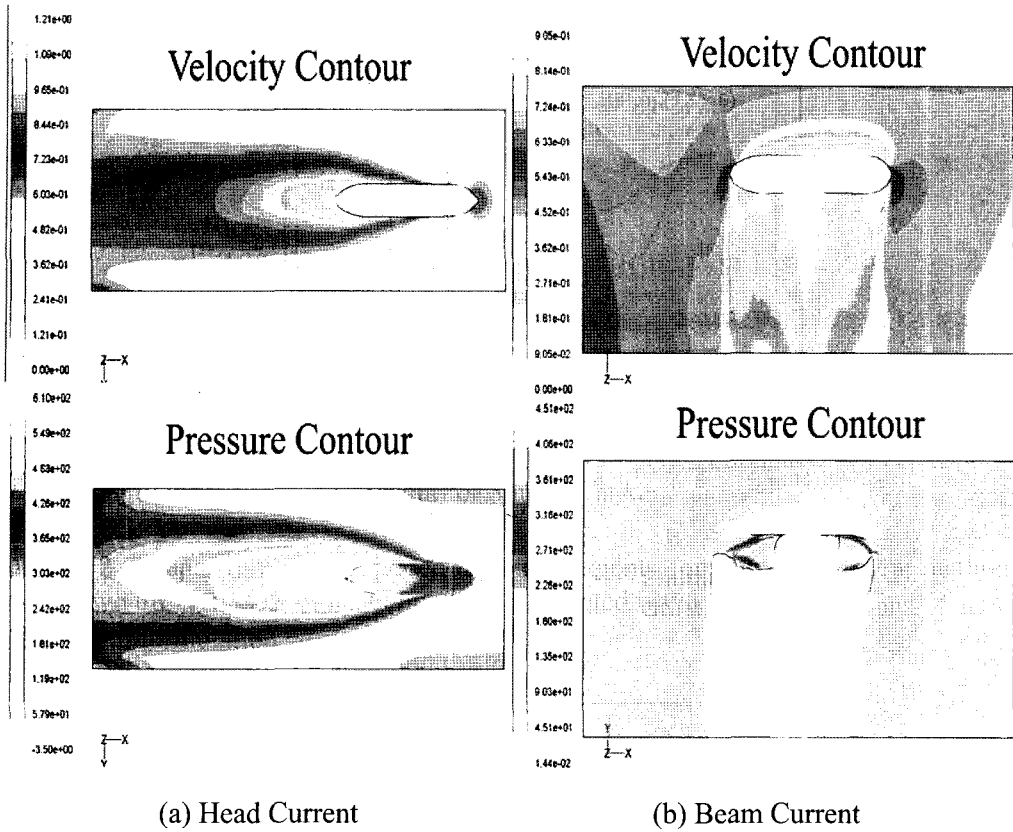 1.21e+00
1.09e+00
9.65e-01
8.44e-01
7.23e-01
6.03e-01
4.82e-01
3.62e-01
2.41e-01
1.21e-01
0.00e+00
Velocity Contour
Z—X
9.05e-01
8.14e-01
7.24e-01
6.33e-01
5.43e-01
4.52e-01
3.62e-01
2.71e-01
1.81e-01
9.05e-02
0.00e+00
Velocity Contour
Z—X
6.10e+02
5.49e+02
4.63e+02
4.26e+02
3.65e+02
3.03e+02
2.42e+02
1.81e+02
1.19e+02
5.79e+01
-3.50e+00
Pressure Contour
Z—X
Y
4.51e+02
4.06e+02
3.61e+02
3.16e+02
2.71e+02
2.26e+02
1.80e+02
1.35e+02
9.03e+01
4.51e+01
1.44e-02
Pressure Contour
Y
Z—X
(a) Head Current
(b) Beam Current